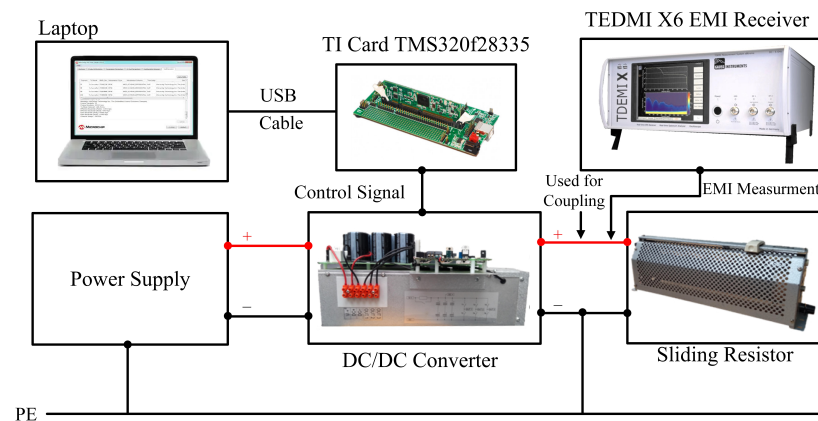 Laptop
TEDMI X6 EMI Receiver
TI Card TMS320f28335
USB
Cable
TDEMI X
Control Signal
Used for
Coupling
EMI Measurment
+
+
Power Supply
−
−
DC/DC Converter
Sliding Resistor
PE